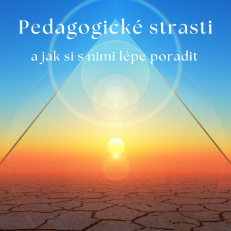 Pedagogické strasti
a jak si s nimi lépe poradit